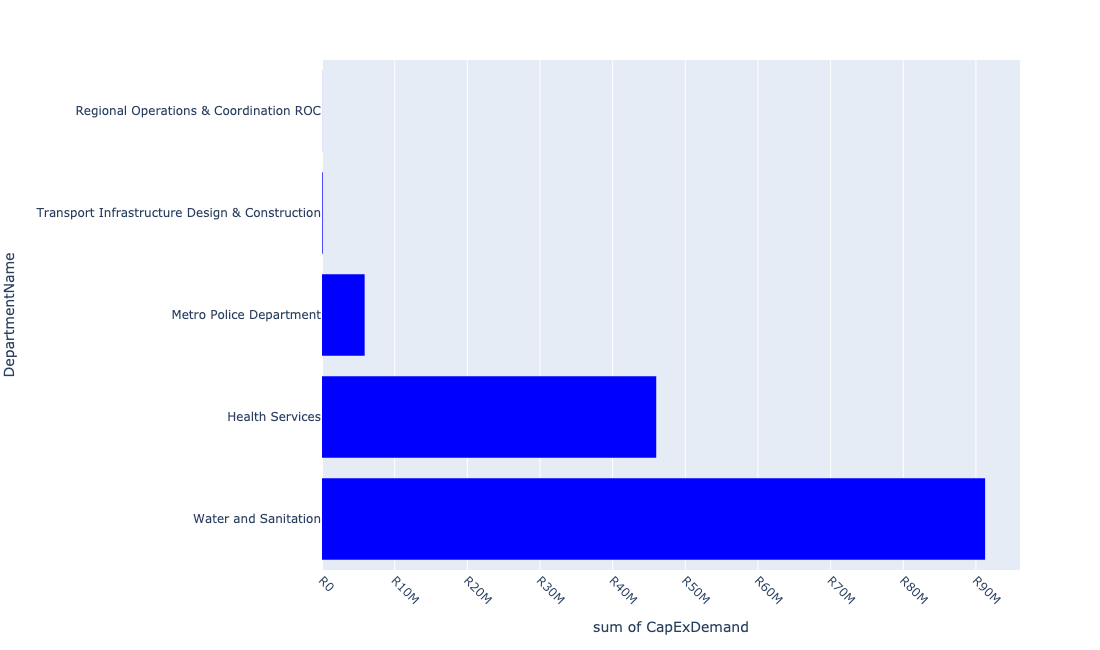 Regional Operations & Coordination ROC
Transport Infrastructure Design & Construction
Metro Police Department
Health Services
Water and Sanitation
DepartmentName
R0
R10M
R20M
R30M
R40M
R50M
R60M
R70M
R80M
R90M
sum of CapExDemand